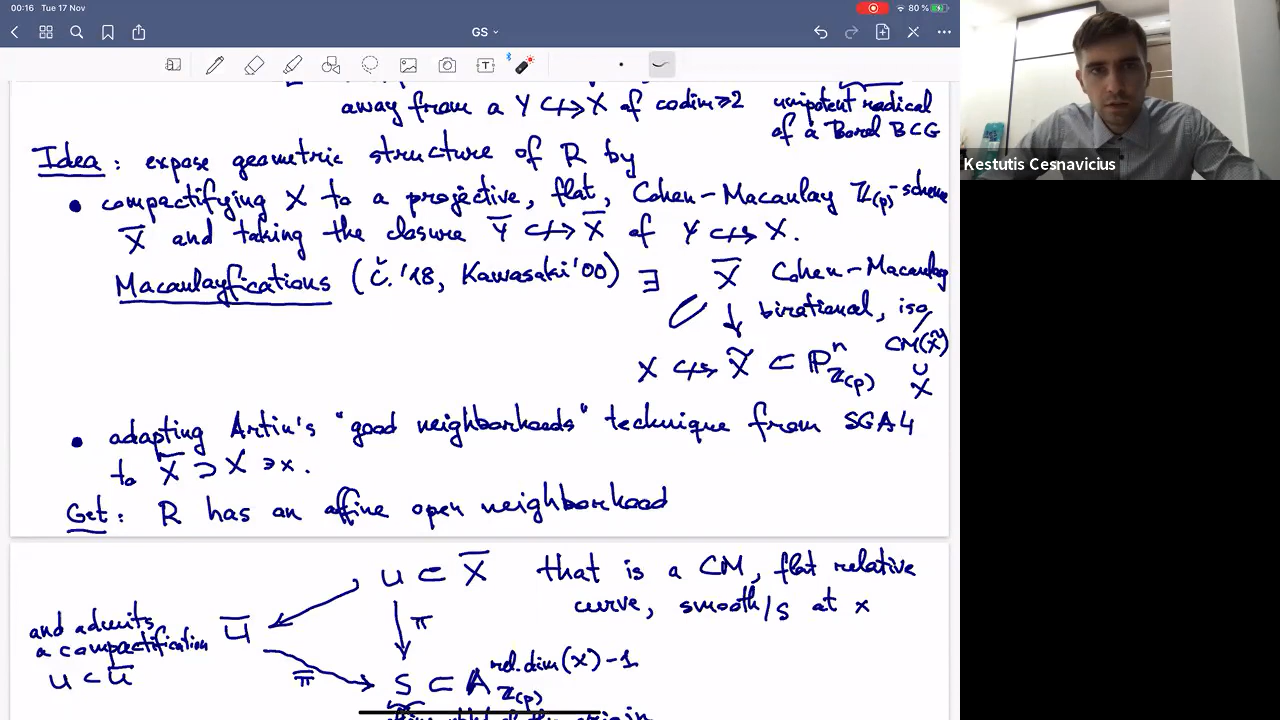 00:16 Tue 17 Nov
80 %
GS
away from a Y ↪ X of codim ≥ 2
unipotent radical
of a Borel B ⊂ G
Idea: expose geometric structure of R by
• compactifying X to a projective, flat, Cohen-Macaulay ℤ₍ₚ₎-scheme
X̅ and taking the closure Y̅ ↪ X̅ of Y ↪ X.
Macaulayfications (Č.'18, Kawasaki'00) ∃ X̅ Cohen-Macaulay
↓ birational, iso/
CM(X̃)
X ↪ X̃ ⊂ ℙⁿ_ℤ₍ₚ₎
∪
X
• adapting Artin's "good neighborhoods" technique from SGA4
to X̅ ⊃ X ∋ x.
Get: R has an affine open neighborhood
U ⊂ X̅ that is a CM, flat relative
curve, smooth/S at x
and admits
a compactification
U ⊂ U̅
U̅
π
π̅
S ⊂ 𝔸^{rel.dim(x)-1}_ℤ₍ₚ₎
Kestutis Cesnavicius